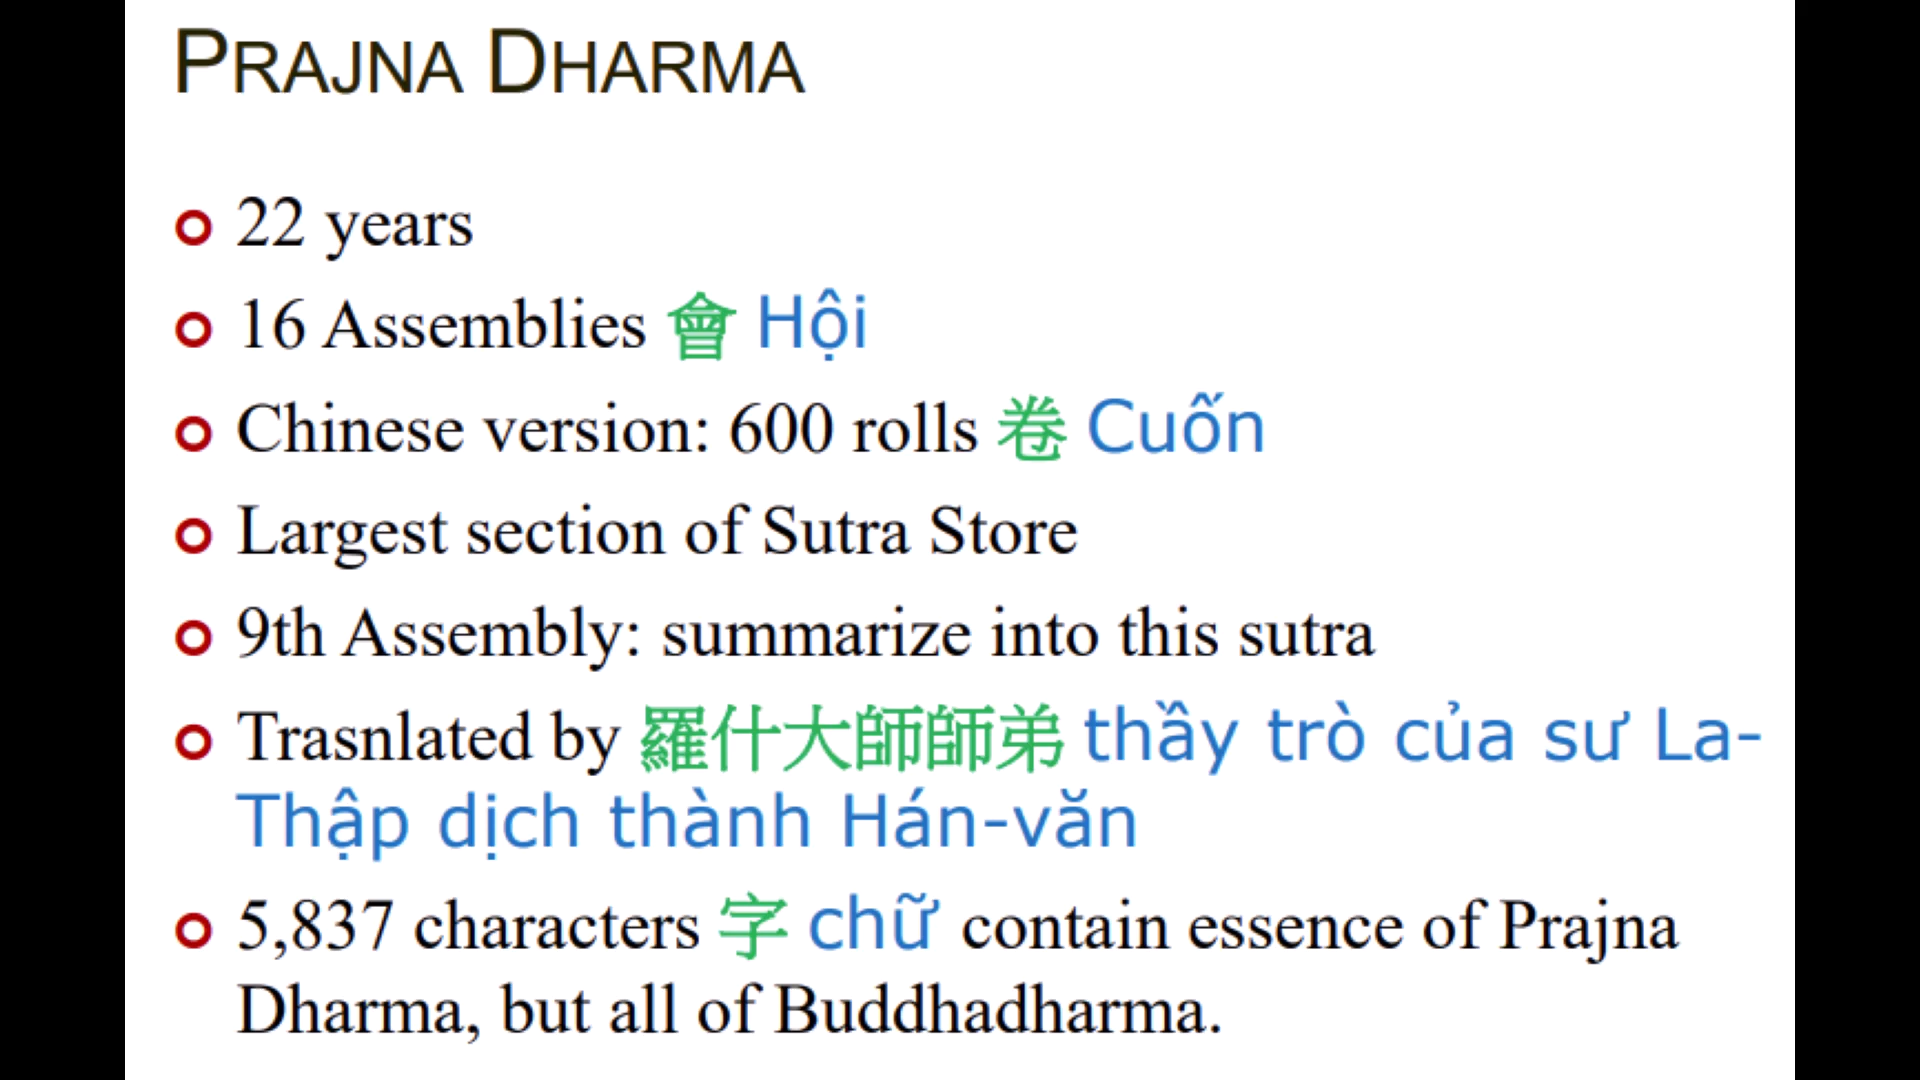 PRAJNA DHARMA
22 years
16 Assemblies 會 Hội
Chinese version: 600 rolls 卷 Cuốn
Largest section of Sutra Store
9th Assembly: summarize into this sutra
Trasnlated by 羅什大師師弟 thầy trò của sư La-
Thập dịch thành Hán-văn
5,837 characters 字 chữ contain essence of Prajna
Dharma, but all of Buddhadharma.